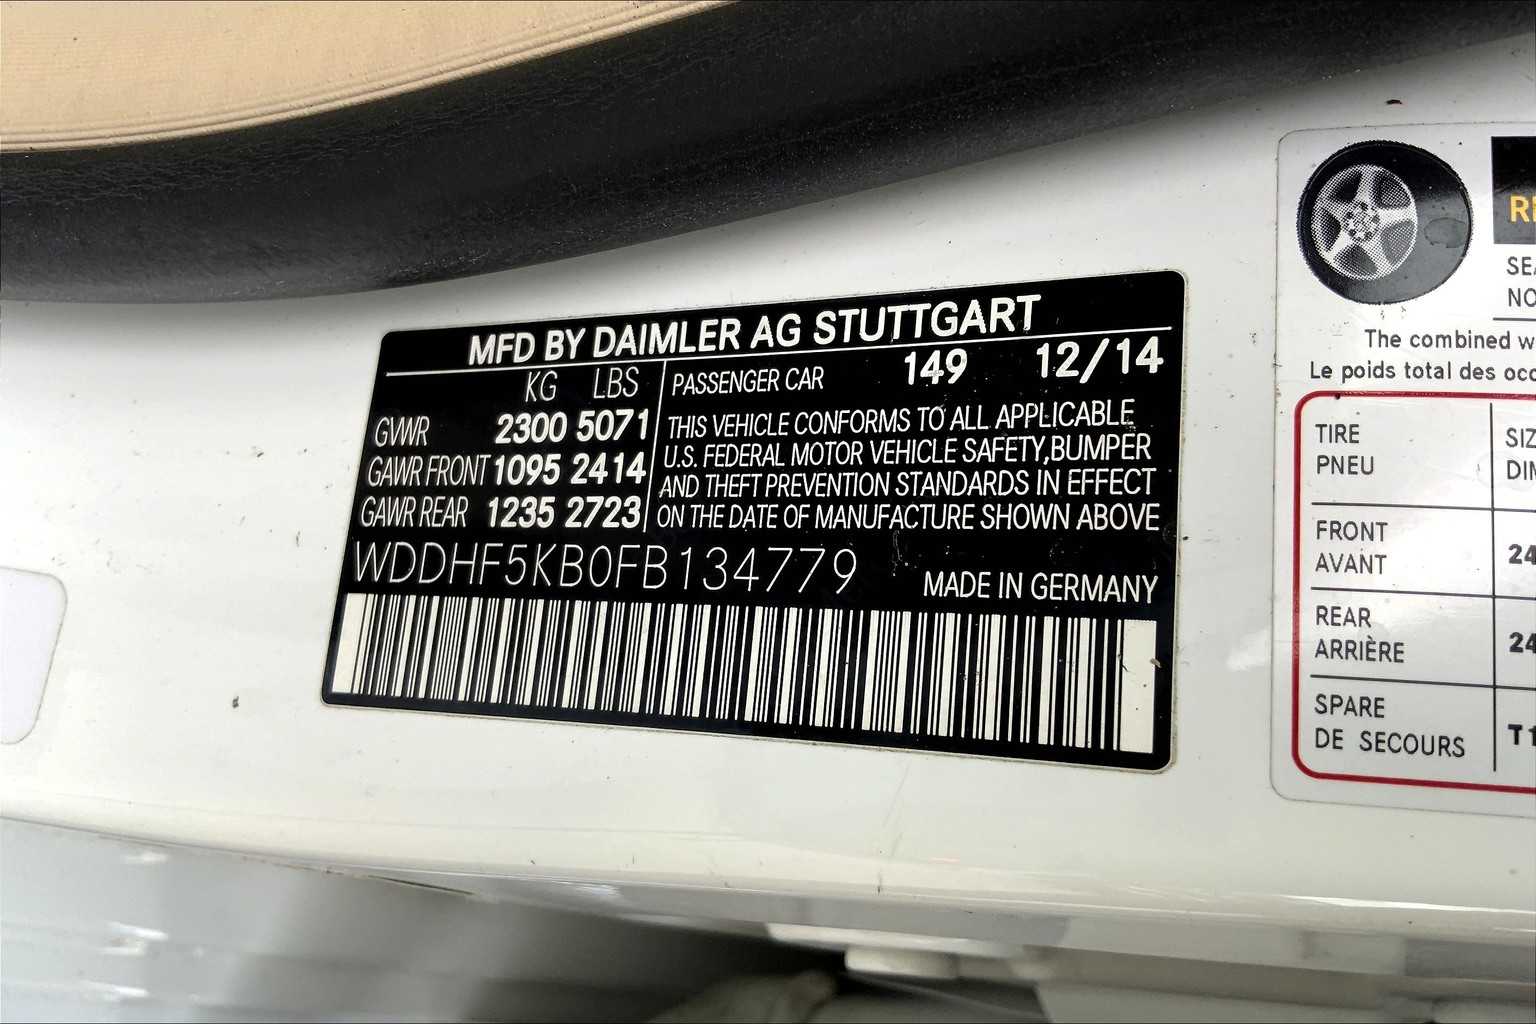 MFD BY DAIMLER AG STUTTGART
KG LBS
GVWR 2300 5071
GAWR FRONT 1095 2414
GAWR REAR 1235 2723
PASSENGER CAR 149 12/14
THIS VEHICLE CONFORMS TO ALL APPLICABLE
U.S. FEDERAL MOTOR VEHICLE SAFETY, BUMPER
AND THEFT PREVENTION STANDARDS IN EFFECT
ON THE DATE OF MANUFACTURE SHOWN ABOVE
WDDHF5KB0FB134779
MADE IN GERMANY
The combined
Le poids total des
TIRE
PNEU
FRONT
AVANT
24
REAR
ARRIÈRE
24
SPARE
DE SECOURS
T1